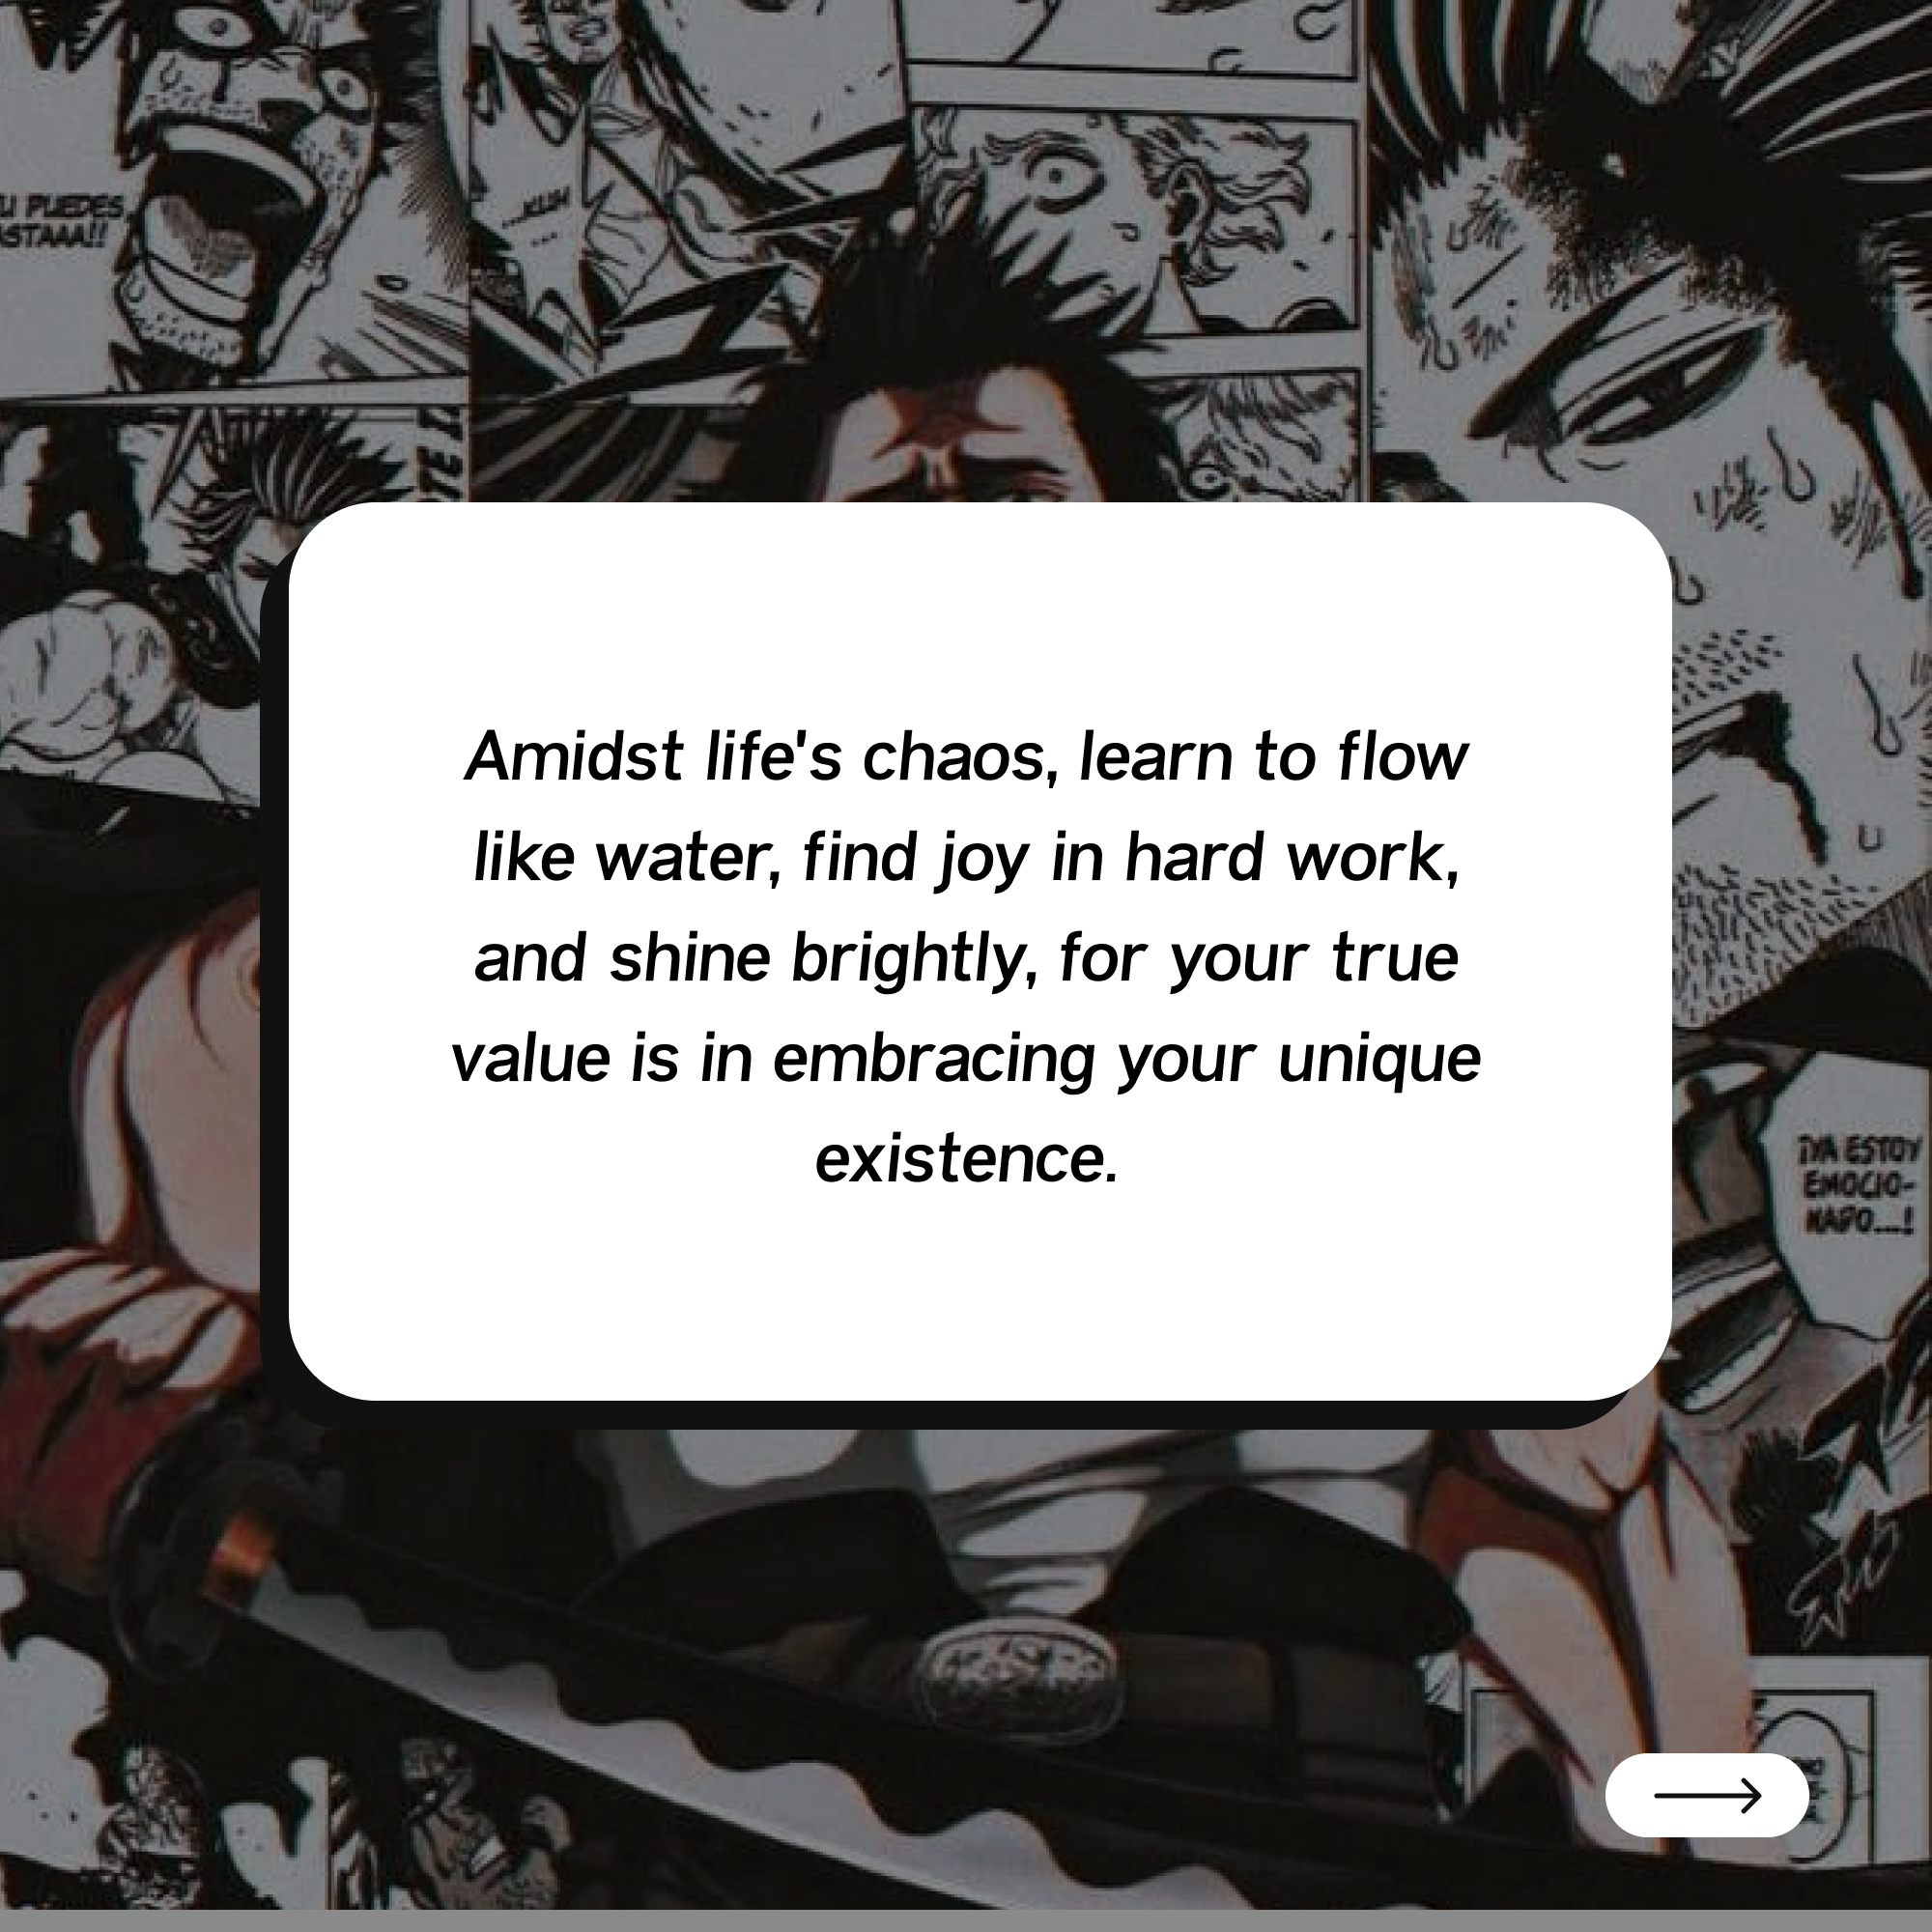 U PUEDES,
STAAA!!
...KUH
...
Amidst life's chaos, learn to flow
like water, find joy in hard work,
and shine brightly, for your true
value is in embracing your unique
existence.
¡YA ESTOY
EMOCIO-
NADO...!